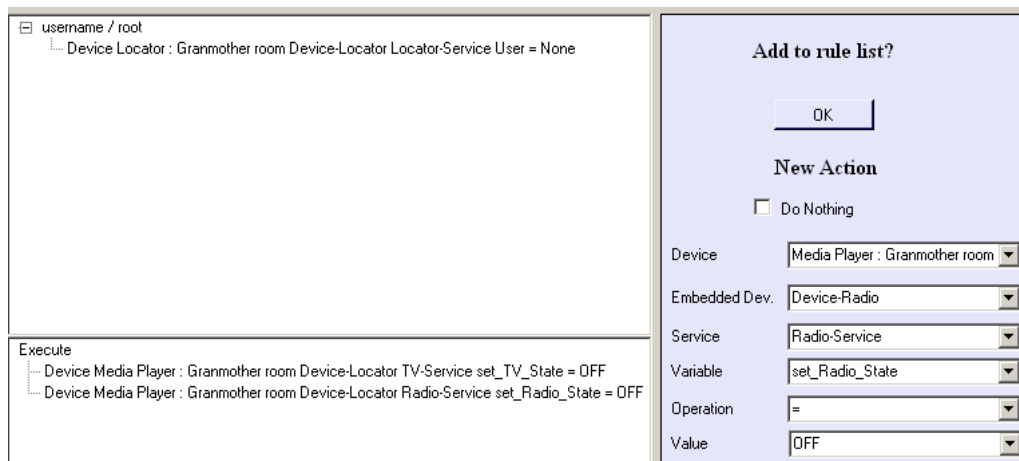 username / root
Device Locator : Granmother room Device-Locator Locator-Service User = None
Execute
Device Media Player : Granmother room Device-Locator TV-Service set_TV_State = OFF
Device Media Player : Granmother room Device-Locator Radio-Service set_Radio_State = OFF
Add to rule list?
OK
New Action
Do Nothing
Device Media Player : Granmother room
Embedded Dev. Device-Radio
Service Radio-Service
Variable set_Radio_State
Operation =
Value OFF